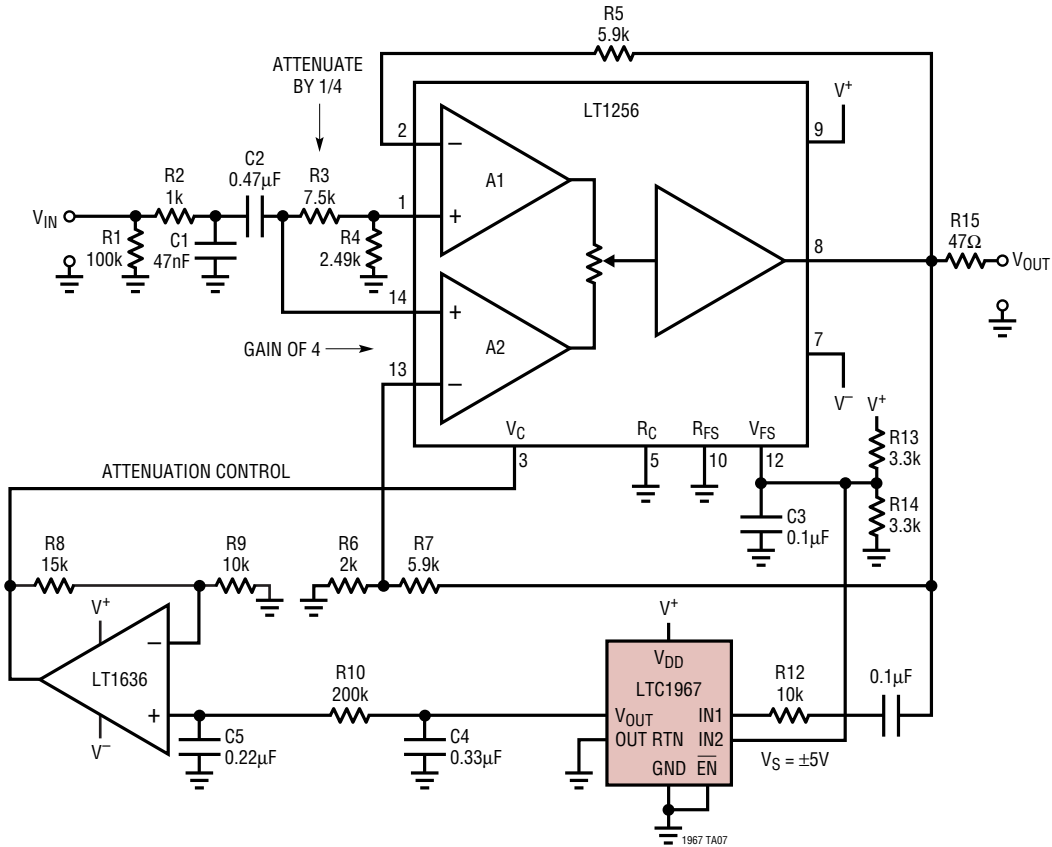 R5
5.9k
ATTENUATE
BY 1/4
LT1256
V+
9
2
−
A1
R2
1k
C2
0.47µF
R3
7.5k
1
+
VIN
R1
100k
C1
47nF
R4
2.49k
8
R15
47Ω
VOUT
14
+
A2
GAIN OF 4
13
−
7
V−
V+
VC
RC
RFS
VFS
3
5
10
12
R13
3.3k
ATTENUATION CONTROL
R14
3.3k
C3
0.1µF
R8
15k
R9
10k
R6
2k
R7
5.9k
V+
−
LT1636
+
V−
V+
VDD
LTC1967
R10
200k
R12
10k
0.1µF
VOUT
IN1
OUT RTN
IN2
GND
EN
C5
0.22µF
C4
0.33µF
VS = ±5V
1967 TA07